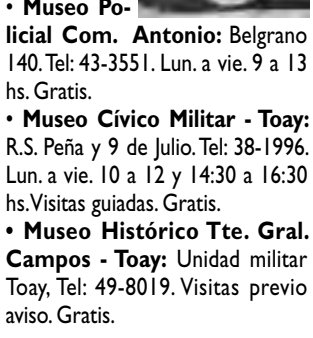 • Museo Po-
licial Com. Antonio: Belgrano
140. Tel: 43-3551. Lun. a vie. 9 a 13
hs. Gratis.
• Museo Cívico Militar - Toay:
R.S. Peña y 9 de Julio. Tel: 38-1996.
Lun. a vie. 10 a 12 y 14:30 a 16:30
hs. Visitas guiadas. Gratis.
• Museo Histórico Tte. Gral.
Campos - Toay: Unidad militar
Toay, Tel: 49-8019. Visitas previo
aviso. Gratis.